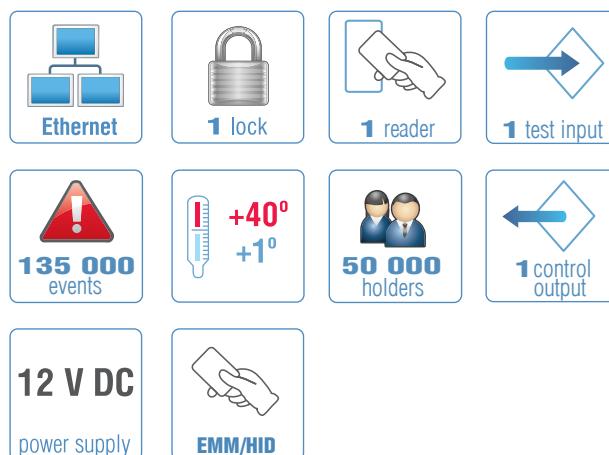 Ethernet
1 lock
1 reader
1 test input
135 000
events
+40°
+1°
50 000
holders
1 control
output
12 V DC
power supply
EMM/HID